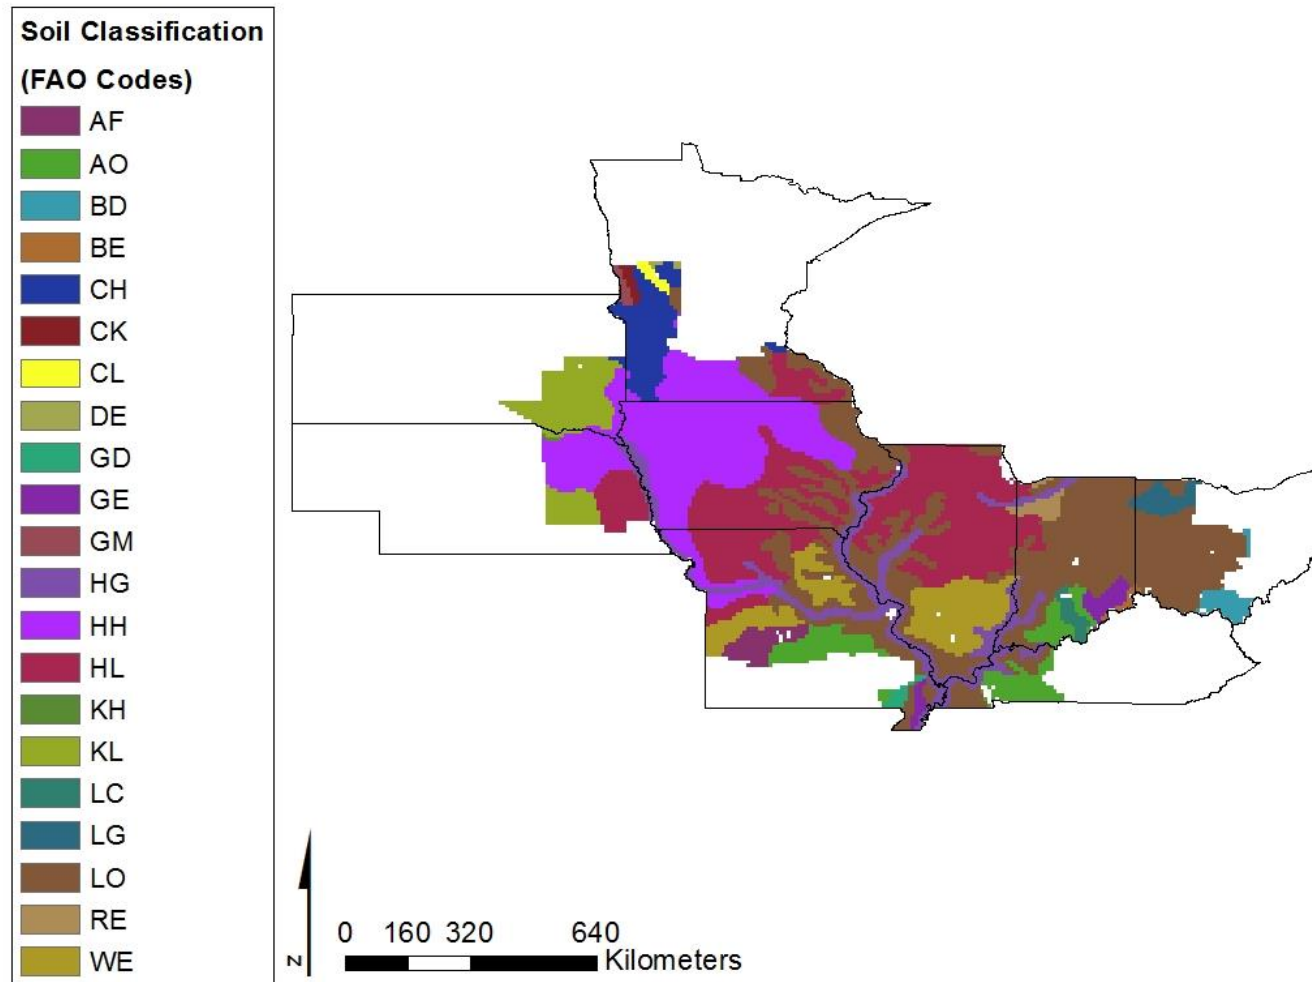 Soil Classification
(FAO Codes)
AF
AO
BD
BE
CH
CK
CL
DE
GD
GE
GM
HG
HH
HL
KH
KL
LC
LG
LO
RE
WE
N
0 160 320 640
Kilometers